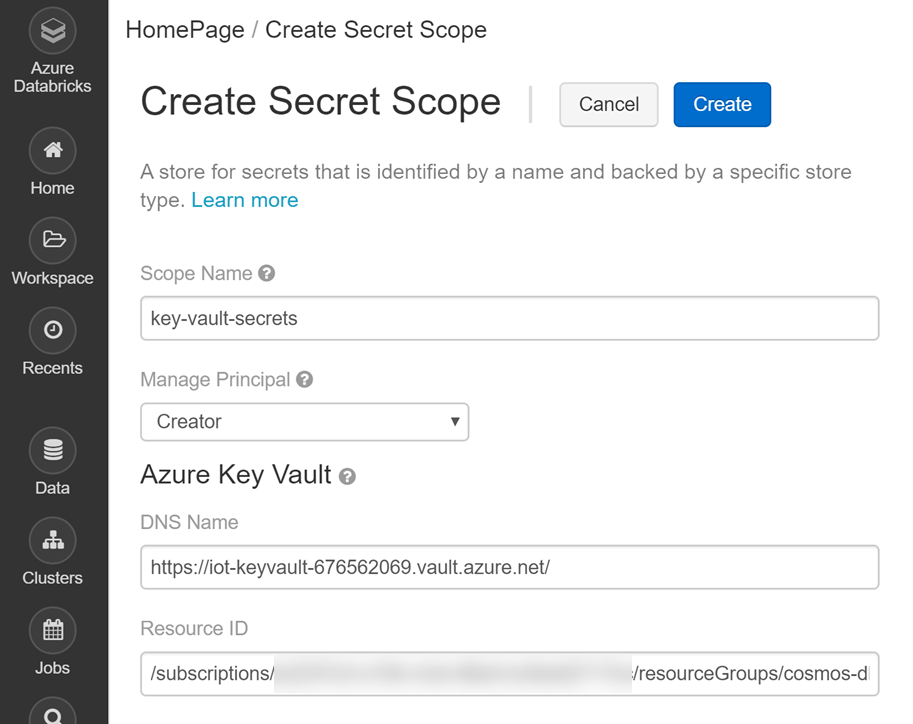 HomePage / Create Secret Scope
Azure
Databricks
Home
Workspace
Recents
Data
Clusters
Jobs
Create Secret Scope
Cancel
Create
A store for secrets that is identified by a name and backed by a specific store
type. Learn more
Scope Name ?
key-vault-secrets
Manage Principal ?
Creator
Azure Key Vault ?
DNS Name
https://iot-keyvault-676562069.vault.azure.net/
Resource ID
/subscriptions/ /resourceGroups/cosmos-d